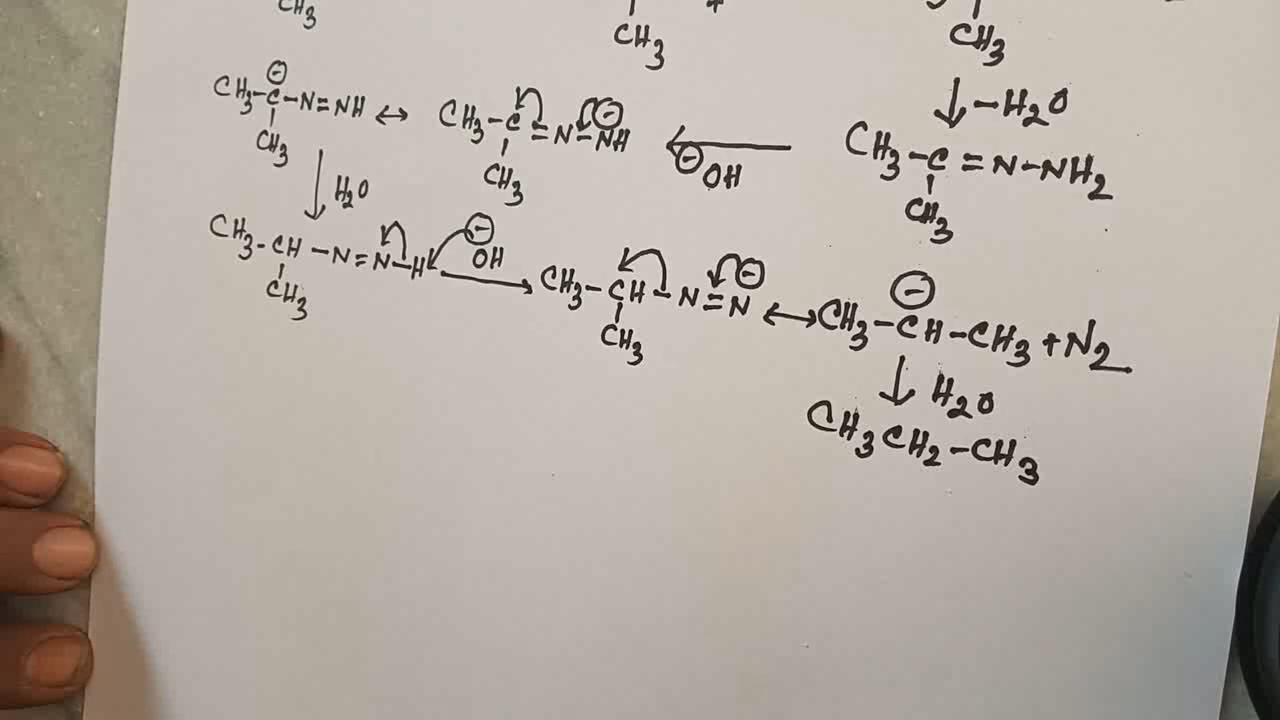 CH3 CH3 CH3
-H2O
CH3-C-N=NH ↔ CH3-C=N-NH ⊖OH CH3-C=N-NH2
CH3 CH3 CH3
H2O
CH3-CH-N=N-H ⊖OH CH3-CH-N=N ⊖ ↔ CH3-CH-CH3+N2
CH3 CH3
H2O
CH3CH2-CH3